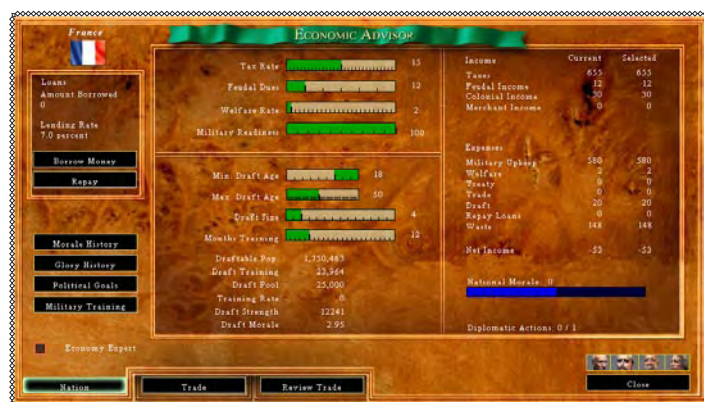 France
ECONOMIC ADVISOR
Loans
Amount Borrowed
0
Lending Rate
7.0 percent
Borrow Money
Repay
Morale History
Glory History
Political Goals
Military Training
Economy Expert
Tax Rate 15
Feudal Dues 12
Welfare Rate 2
Military Readiness 100
Min. Draft Age 18
Max. Draft Age 50
Draft Size 4
Months Training 12
Draftable Pop 1,750,483
Draft Training 23,964
Draft Pool 25,000
Training Rate 0
Draft Strength 12241
Draft Morale 2.95
Income Current Selected
Taxes 655 655
Feudal Income 12 12
Colonial Income 30 30
Merchant Income 0 0
Expenses
Military Upkeep 580 580
Welfare 2 2
Treaty 0 0
Trade 0 0
Draft 20 20
Repay Loans 0 0
Waste 148 148
Net Income -53 -53
National Morale: 0
Diplomatic Actions: 0 / 1
Nation
Trade
Review Trade
Close